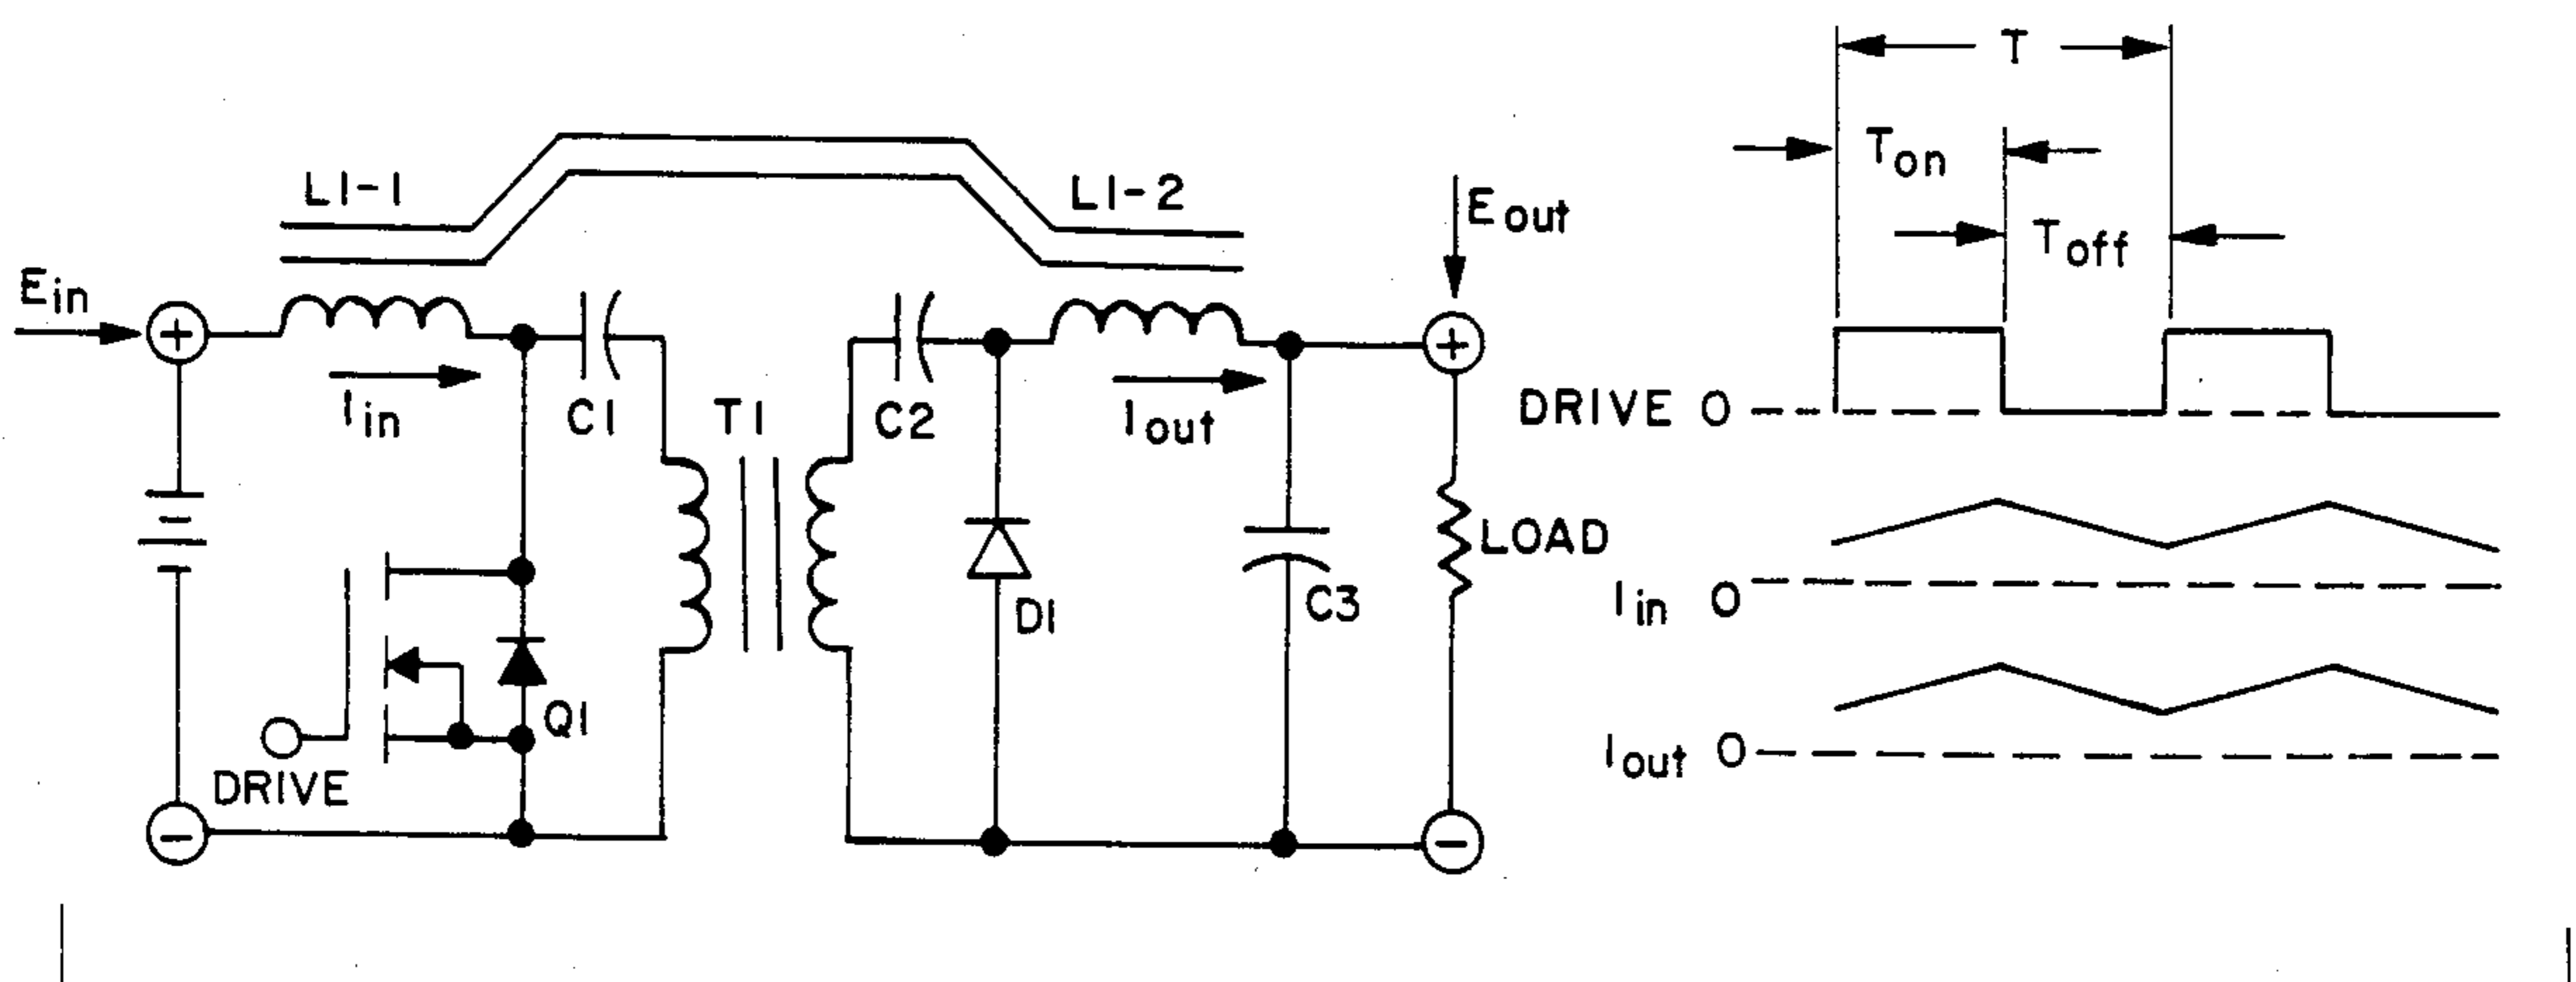 L1-1
L1-2
Ein
+
Iin
C1
T1
C2
Iout
Eout
+
Q1
DRIVE
D1
C3
LOAD
−
−
T
Ton
Toff
DRIVE 0
Iin 0
Iout 0